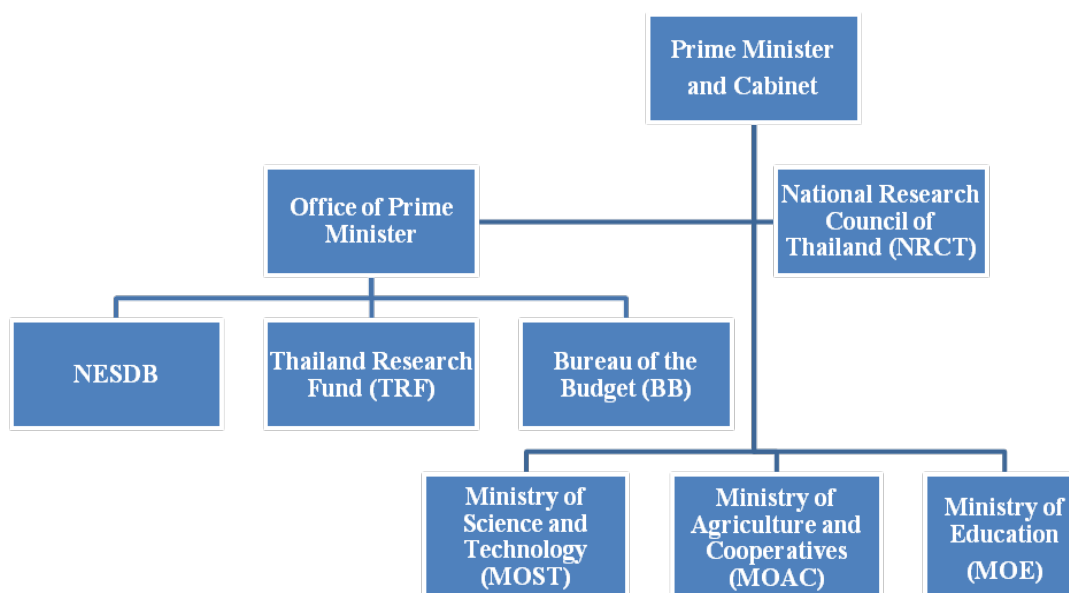 Prime Minister
and Cabinet
Office of Prime
Minister
National Research
Council of
Thailand (NRCT)
NESDB
Thailand Research
Fund (TRF)
Bureau of the
Budget (BB)
Ministry of
Science and
Technology
(MOST)
Ministry of
Agriculture and
Cooperatives
(MOAC)
Ministry of
Education
(MOE)